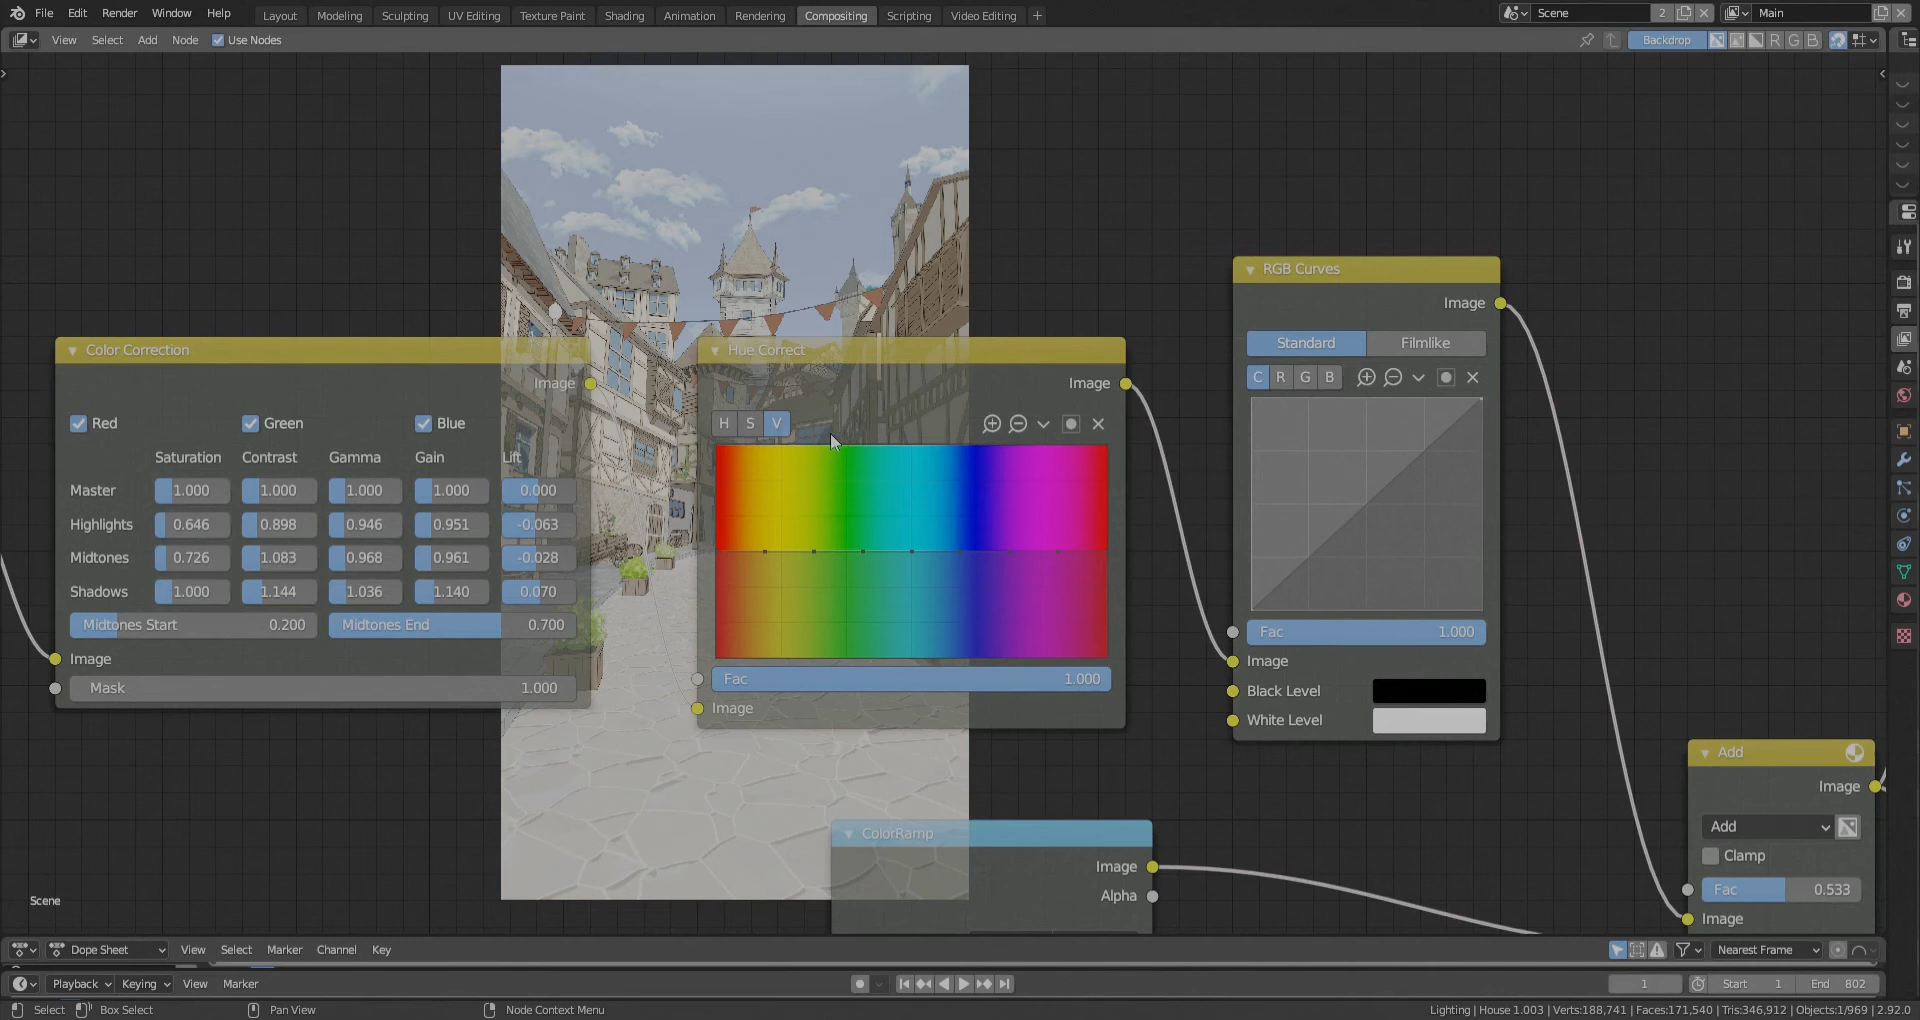 File Edit Render Window Help Layout Modeling Sculpting UV Editing Texture Paint Shading Animation Rendering Compositing Scripting Video Editing + Scene 2 Main
View Select Add Node Use Nodes Backdrop R G B
RGB Curves
Image
Standard Filmlike
C R G B
Fac 1.000
Image
Black Level
White Level
Color Correction
Image
Red Green Blue
Saturation Contrast Gamma Gain Lift
Master 1.000 1.000 1.000 1.000 0.000
Highlights 0.646 0.898 0.946 0.951 -0.063
Midtones 0.726 1.083 0.968 0.961 -0.028
Shadows 1.000 1.144 1.036 1.140 0.070
Midtones Start 0.200 Midtones End 0.700
Image
Mask 1.000
Hue Correct
Image
H S V
Fac 1.000
Image
Add
Image
Add
Clamp
Fac 0.533
Image
ColorRamp
Image
Alpha
Scene
Dope Sheet View Select Marker Channel Key Nearest Frame
Playback Keying View Marker 1 Start 1 End 802
Select Box Select Pan View Node Context Menu Lighting | House 1.003 | Verts:188,741 | Faces:171,540 | Tris:346,912 | Objects:1/969 | 2.92.0